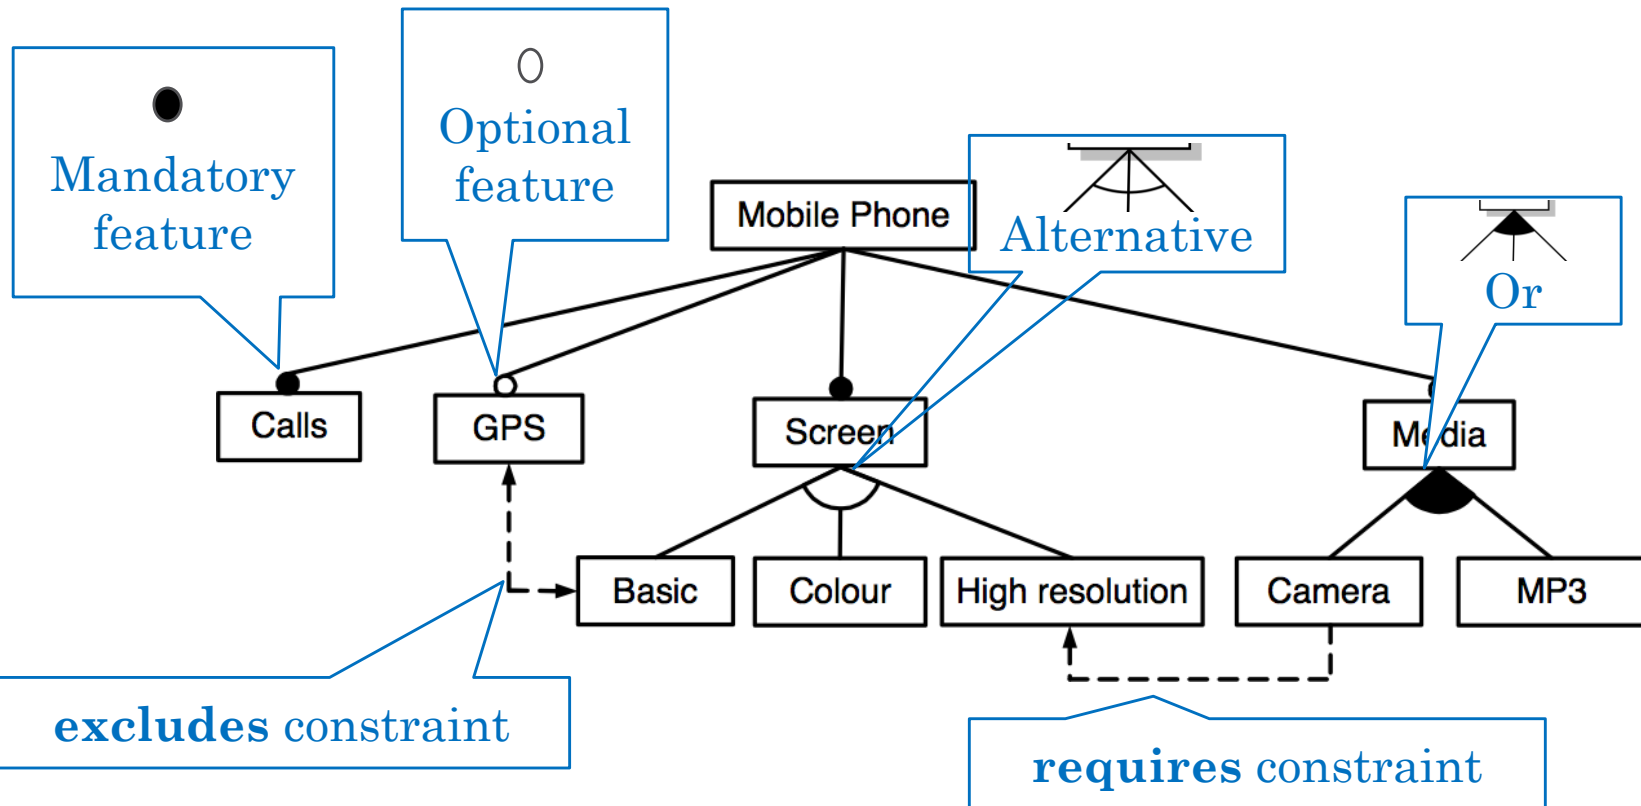 Mandatory
feature
Optional
feature
Mobile Phone
Alternative
Or
Calls
GPS
Screen
Media
Basic
Colour
High resolution
Camera
MP3
excludes constraint
requires constraint